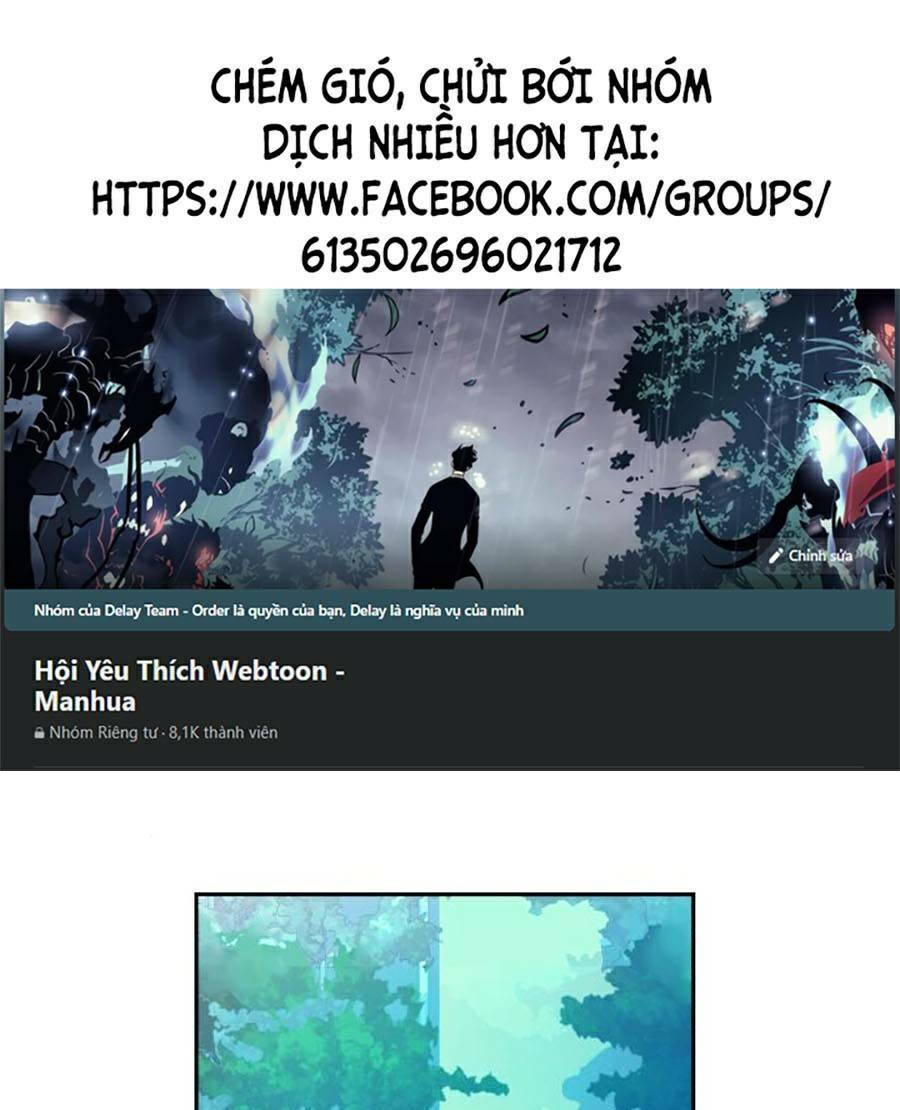 CHÉM GIÓ, CHỬI BỚI NHÓM
DỊCH NHIỀU HƠN TẠI:
HTTPS://WWW.FACEBOOK.COM/GROUPS/
613502696021712
Chỉnh sửa
Nhóm của Delay Team - Order là quyền của bạn, Delay là nghĩa vụ của mình
Hội Yêu Thích Webtoon -
Manhua
Nhóm Riêng tư · 8,1K thành viên